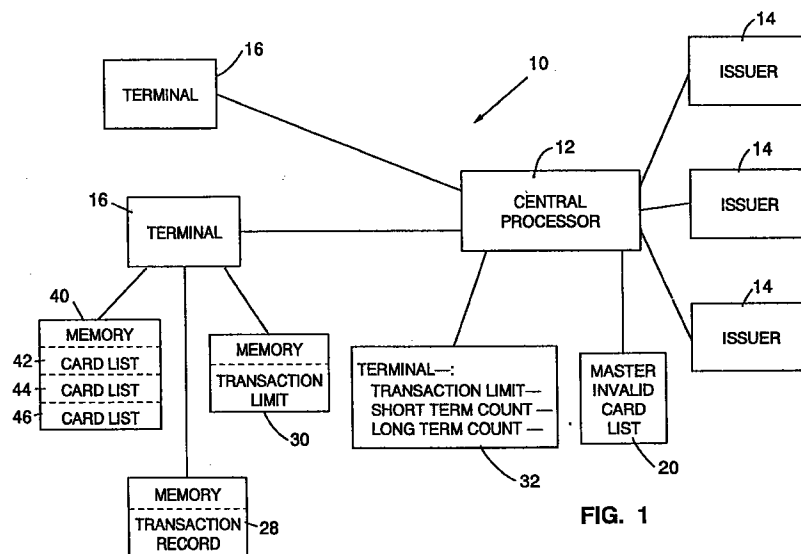 14
16
ISSUER
TERMINAL
10
12
14
16
CENTRAL
PROCESSOR
ISSUER
TERMINAL
14
40
MEMORY
42
CARD LIST
44
CARD LIST
46
CARD LIST
MEMORY
TRANSACTION
LIMIT
30
TERMINAL—:
TRANSACTION LIMIT—
SHORT TERM COUNT —
LONG TERM COUNT —
32
MASTER
INVALID
CARD
LIST
20
ISSUER
MEMORY
TRANSACTION
RECORD
28
FIG. 1